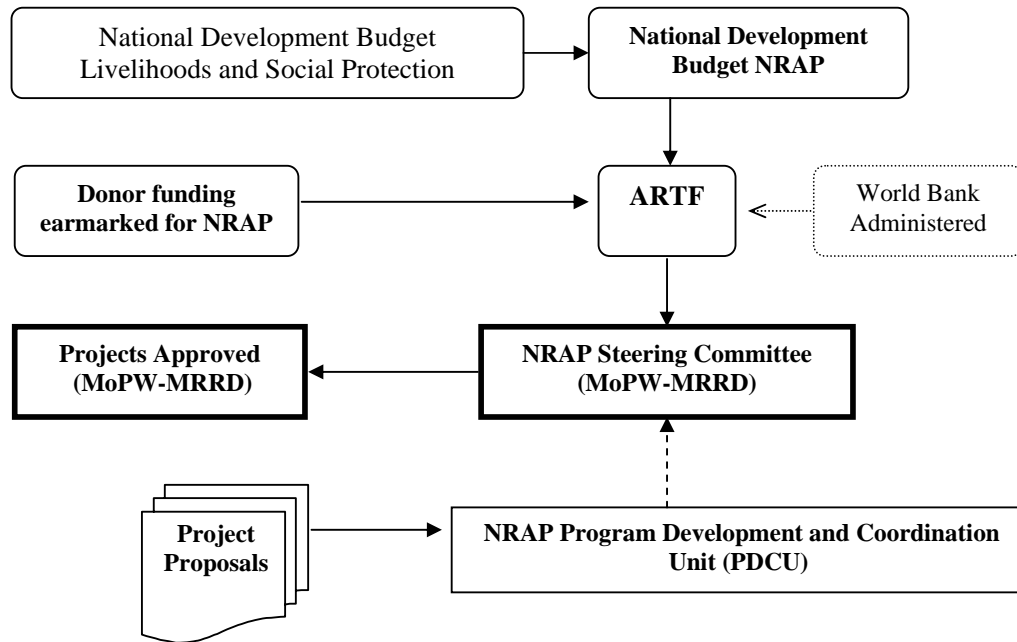 National Development Budget
Livelihoods and Social Protection
National Development
Budget NRAP
Donor funding
earmarked for NRAP
ARTF
World Bank
Administered
Projects Approved
(MoPW-MRRD)
NRAP Steering Committee
(MoPW-MRRD)
Project
Proposals
NRAP Program Development and Coordination
Unit (PDCU)